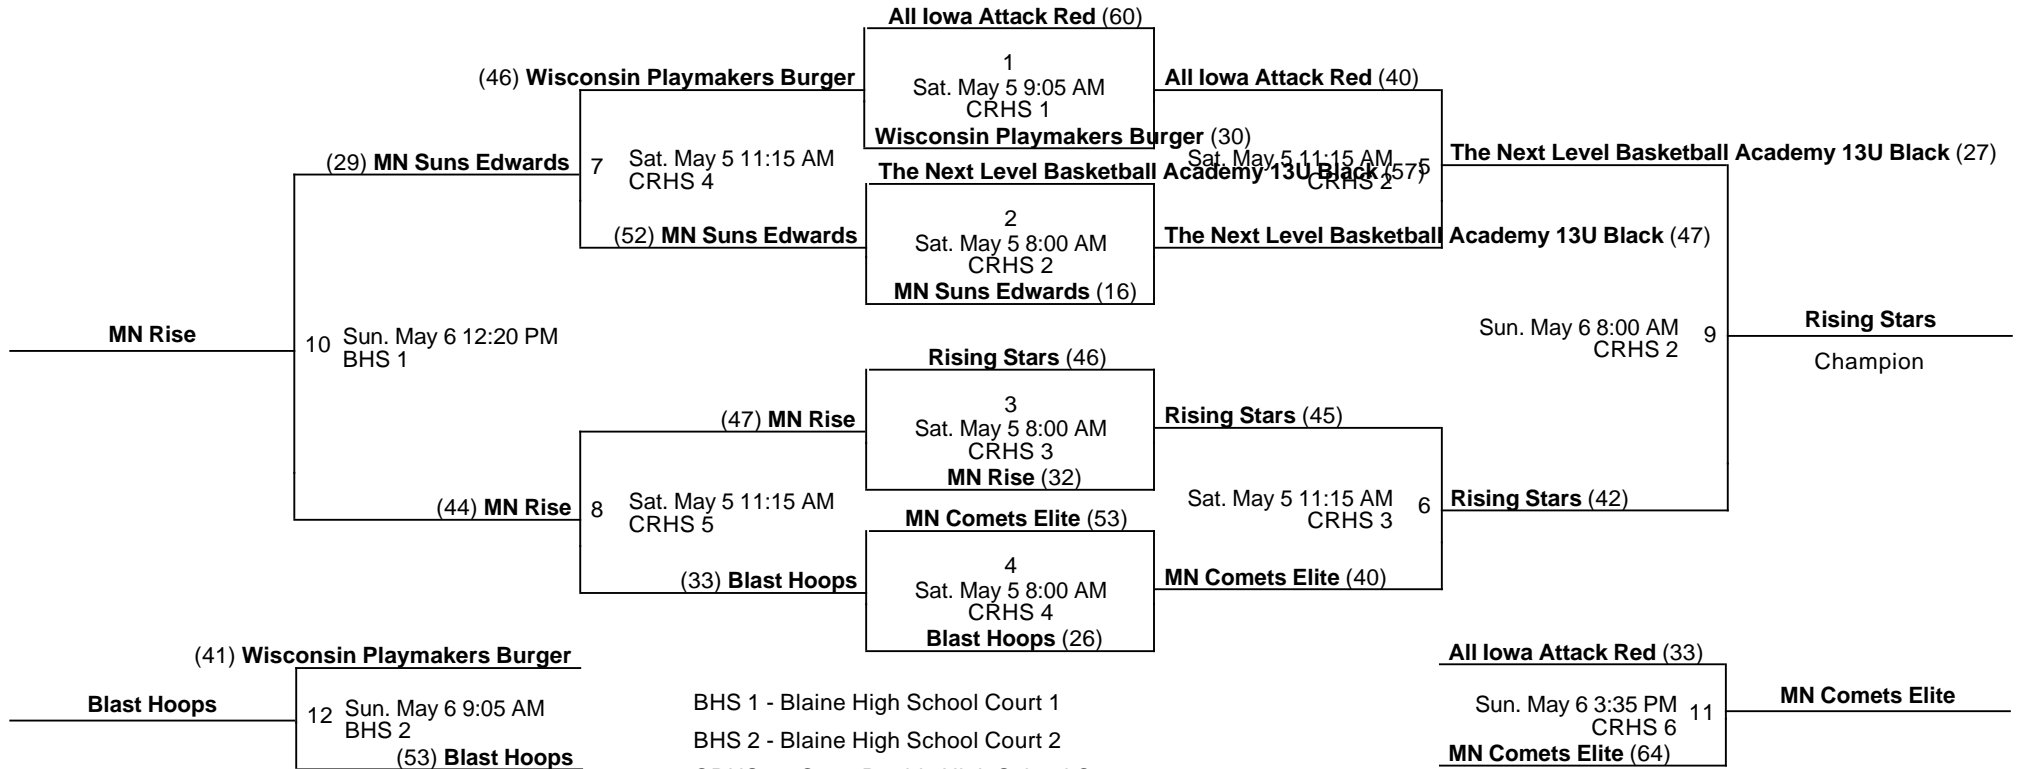 All Iowa Attack Red (60)
1
Sat. May 5 9:05 AM
CRHS 1
Wisconsin Playmakers Burger (30)
(46) Wisconsin Playmakers Burger
All Iowa Attack Red (40)
(29) MN Suns Edwards
7 Sat. May 5 11:15 AM
CRHS 4
Sat. May 5 11:15 AM 5
CRHS 2
The Next Level Basketball Academy 13U Black (27)
The Next Level Basketball Academy 13U Black (57)
2
Sat. May 5 8:00 AM
CRHS 2
MN Suns Edwards (16)
(52) MN Suns Edwards
The Next Level Basketball Academy 13U Black (47)
MN Rise
10 Sun. May 6 12:20 PM
BHS 1
Sun. May 6 8:00 AM 9
CRHS 2
Rising Stars
Champion
Rising Stars (46)
3
Sat. May 5 8:00 AM
CRHS 3
MN Rise (32)
(47) MN Rise
Rising Stars (45)
(44) MN Rise
8 Sat. May 5 11:15 AM
CRHS 5
Sat. May 5 11:15 AM 6
CRHS 3
Rising Stars (42)
MN Comets Elite (53)
4
Sat. May 5 8:00 AM
CRHS 4
Blast Hoops (26)
(33) Blast Hoops
MN Comets Elite (40)
(41) Wisconsin Playmakers Burger
Blast Hoops
12 Sun. May 6 9:05 AM
BHS 2
(53) Blast Hoops
BHS 1 - Blaine High School Court 1
BHS 2 - Blaine High School Court 2
All Iowa Attack Red (33)
Sun. May 6 3:35 PM 11
CRHS 6
MN Comets Elite (64)
MN Comets Elite